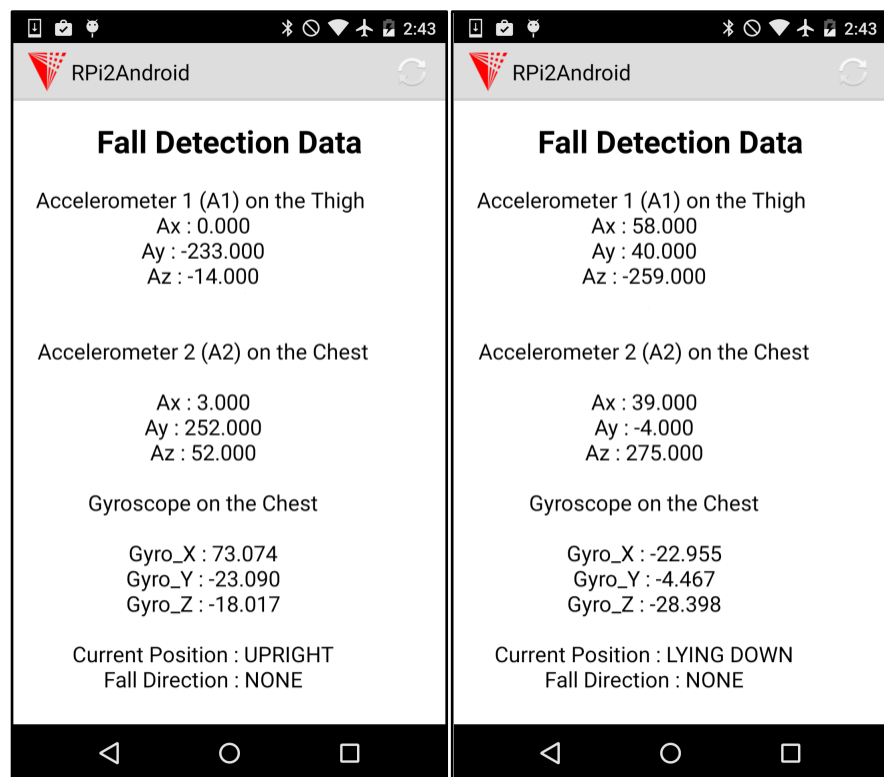 2:43
RPi2Android
Fall Detection Data
Accelerometer 1 (A1) on the Thigh
Ax : 0.000
Ay : -233.000
Az : -14.000
Accelerometer 2 (A2) on the Chest
Ax : 3.000
Ay : 252.000
Az : 52.000
Gyroscope on the Chest
Gyro_X : 73.074
Gyro_Y : -23.090
Gyro_Z : -18.017
Current Position : UPRIGHT
Fall Direction : NONE
2:43
RPi2Android
Fall Detection Data
Accelerometer 1 (A1) on the Thigh
Ax : 58.000
Ay : 40.000
Az : -259.000
Accelerometer 2 (A2) on the Chest
Ax : 39.000
Ay : -4.000
Az : 275.000
Gyroscope on the Chest
Gyro_X : -22.955
Gyro_Y : -4.467
Gyro_Z : -28.398
Current Position : LYING DOWN
Fall Direction : NONE